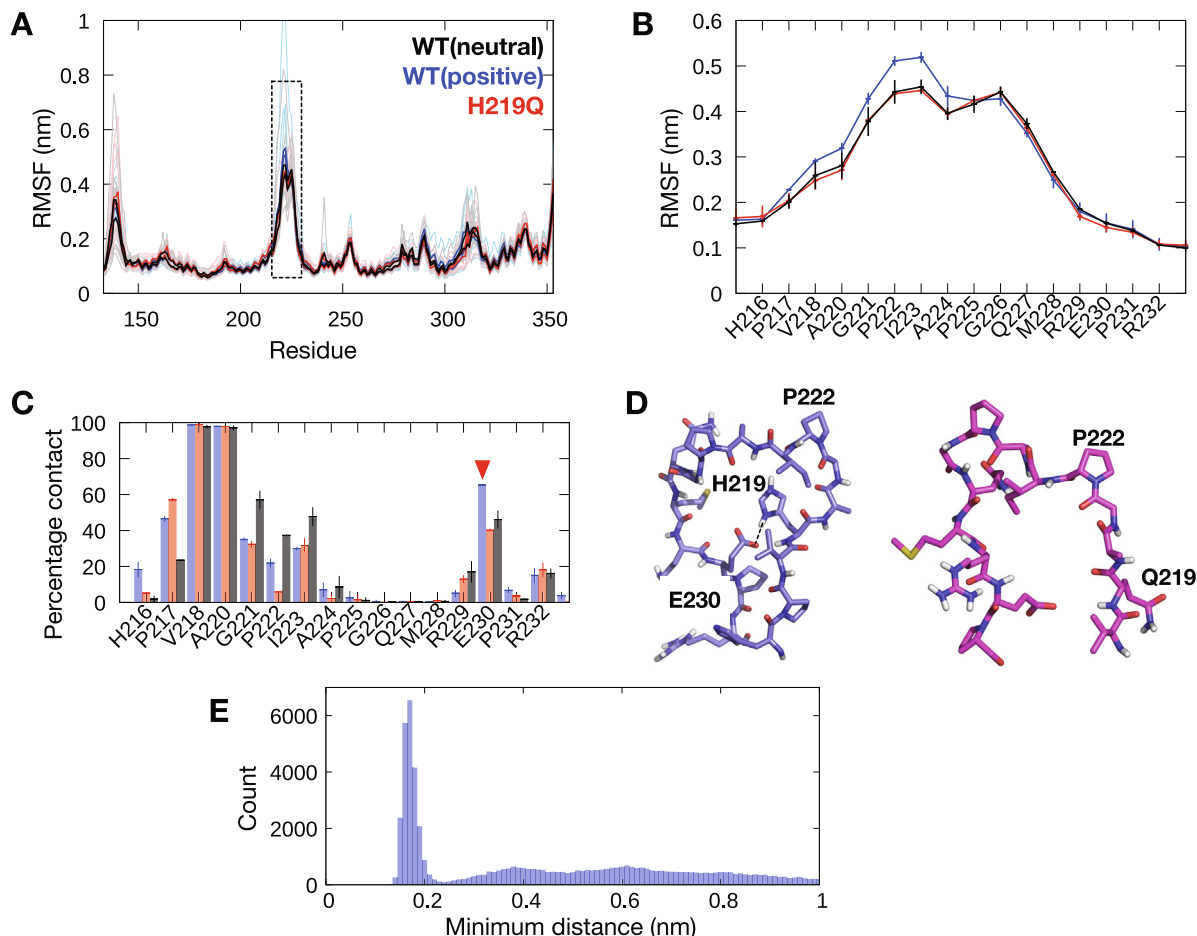 A
WT(neutral)
WT(positive)
H219Q
RMSF (nm)
1
0.8
0.6
0.4
0.2
0
150
200
250
300
350
Residue
B
RMSF (nm)
0.6
0.5
0.4
0.3
0.2
0.1
0
H216
P217
V218
A220
G221
P222
I223
A224
P225
G226
Q227
M228
R229
E230
P231
R232
C
Percentage contact
100
80
60
40
20
0
H216
P217
V218
A220
G221
P222
I223
A224
P225
G226
Q227
M228
R229
E230
P231
R232
D
P222
H219
E230
P222
Q219
E
Count
6000
4000
2000
0
0
0.2
0.4
0.6
0.8
1
Minimum distance (nm)